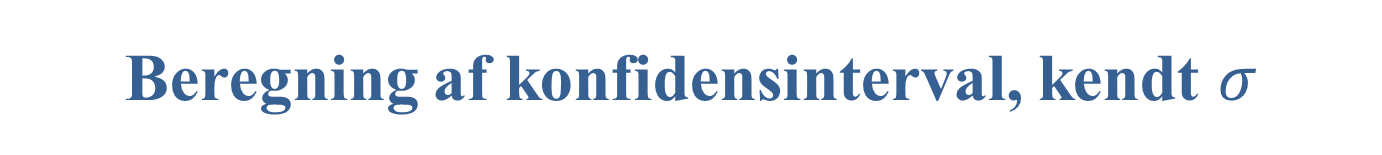 Beregning af konfidensinterval, kendt σ